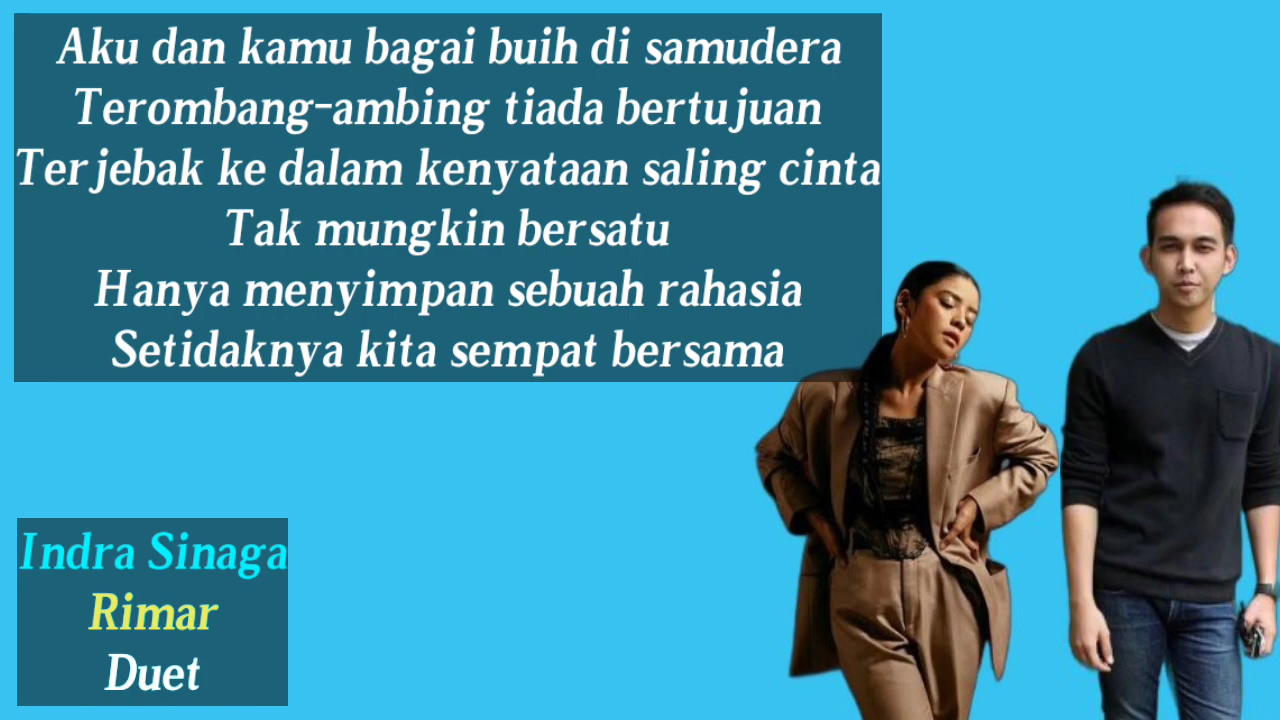 Aku dan kamu bagai buih di samudera
Terombang-ambing tiada bertujuan
Terjebak ke dalam kenyataan saling cinta
Tak mungkin bersatu
Hanya menyimpan sebuah rahasia
Setidaknya kita sempat bersama
Indra Sinaga
Rimar
Duet